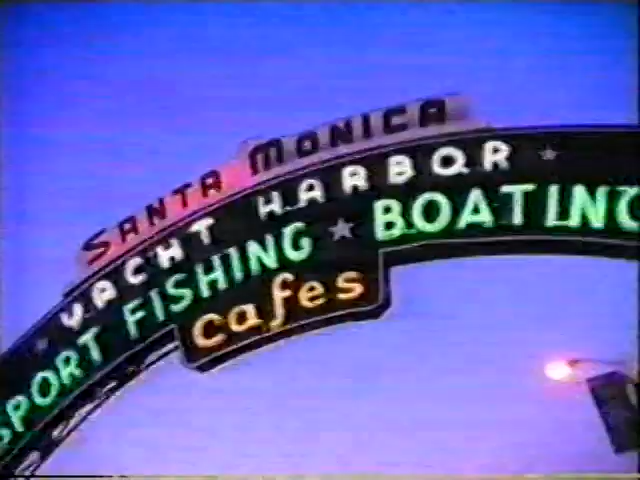 SANTA MONICA
YACHT HARBOR
SPORT FISHING ★ BOATING
cafes